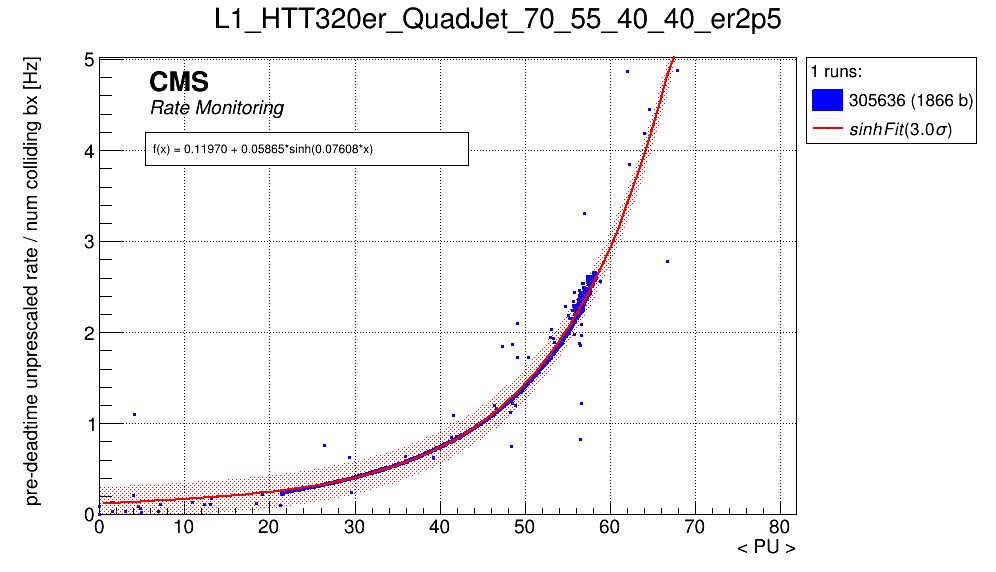 L1_HTT320er_QuadJet_70_55_40_40_er2p5
pre-deadtime unprescaled rate / num colliding bx [Hz]
CMS
Rate Monitoring
f(x) = 0.11970 + 0.05865*sinh(0.07608*x)
1 runs:
305636 (1866 b)
sinhFit(3.0σ)
5
4
3
2
1
0
0 10 20 30 40 50 60 70 80
< PU >